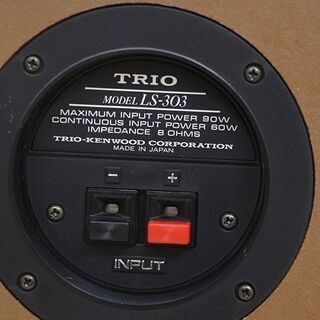 TRIO
MODEL LS-303
MAXIMUM INPUT POWER 90W
CONTINUOUS INPUT POWER 60W
IMPEDANCE 8 OHMS
TRIO-KENWOOD CORPORATION
MADE IN JAPAN
− +
INPUT